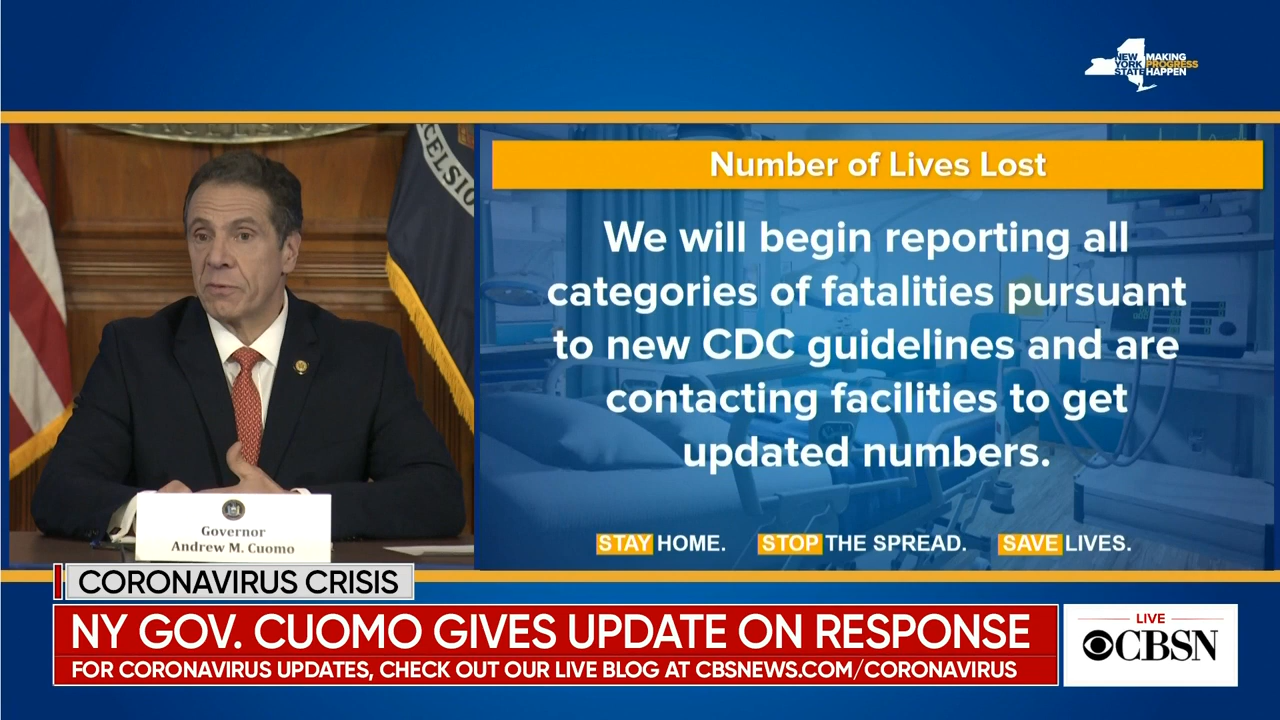 NEW
YORK
STATE
MAKING
PROGRESS
HAPPEN
CELSIO
Number of Lives Lost
We will begin reporting all
categories of fatalities pursuant
to new CDC guidelines and are
contacting facilities to get
updated numbers.
STAY HOME. STOP THE SPREAD. SAVE LIVES.
Governor
Andrew M. Cuomo
CORONAVIRUS CRISIS
NY GOV. CUOMO GIVES UPDATE ON RESPONSE
FOR CORONAVIRUS UPDATES, CHECK OUT OUR LIVE BLOG AT CBSNEWS.COM/CORONAVIRUS
LIVE
CBSN